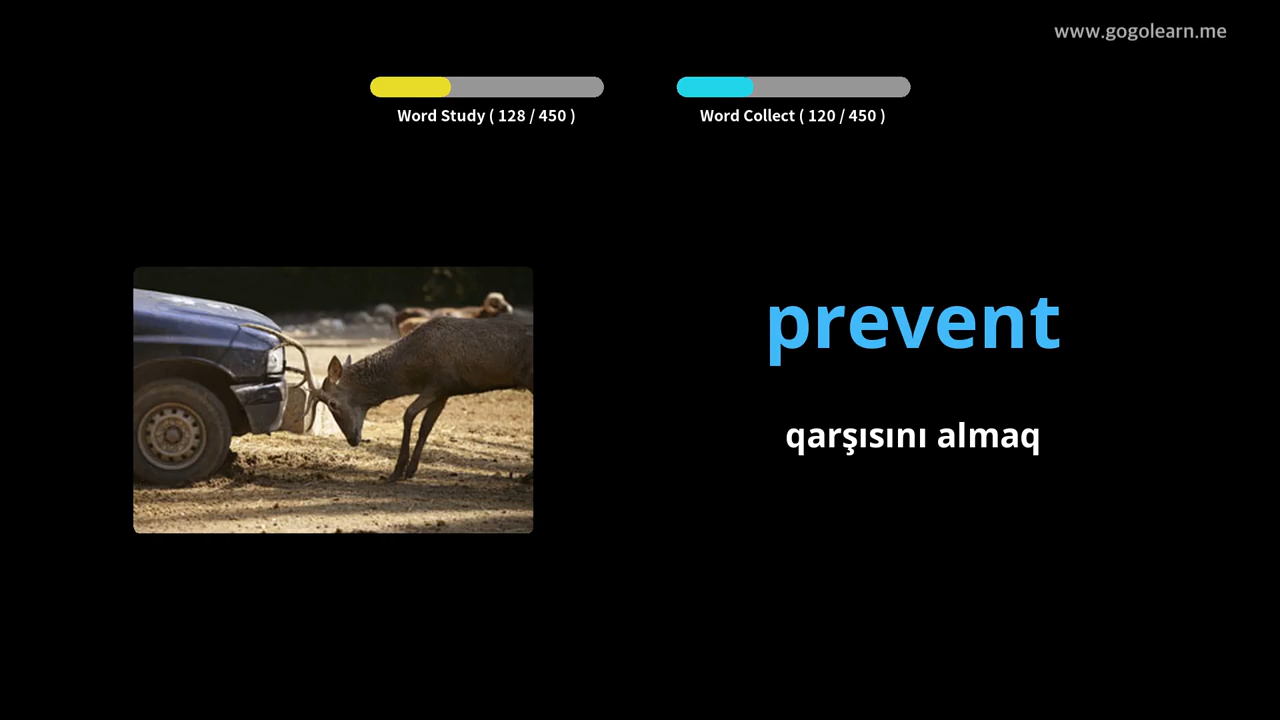 www.gogolearn.me
Word Study ( 128 / 450 )
Word Collect ( 120 / 450 )
prevent
qarşısını almaq